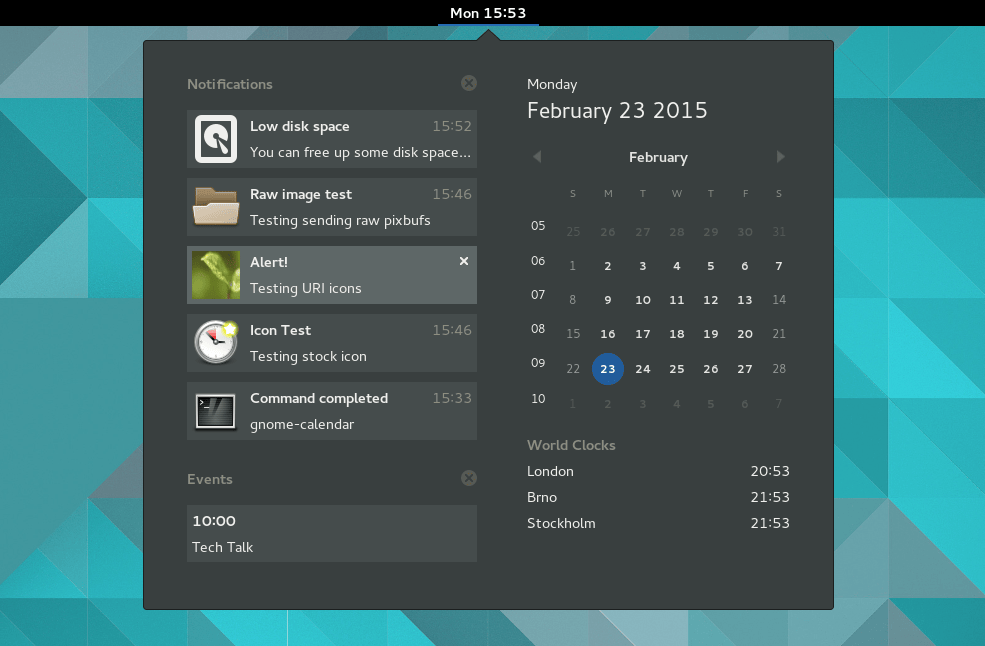 Mon 15:53
Notifications
Low disk space 15:52
You can free up some disk space...
Raw image test 15:46
Testing sending raw pixbufs
Alert!
Testing URI icons
Icon Test 15:46
Testing stock icon
Command completed 15:33
gnome-calendar
Events
10:00
Tech Talk
Monday
February 23 2015
February
S M T W T F S
05 25 26 27 28 29 30 31
06 1 2 3 4 5 6 7
07 8 9 10 11 12 13 14
08 15 16 17 18 19 20 21
09 22 23 24 25 26 27 28
10 1 2 3 4 5 6 7
World Clocks
London 20:53
Brno 21:53
Stockholm 21:53